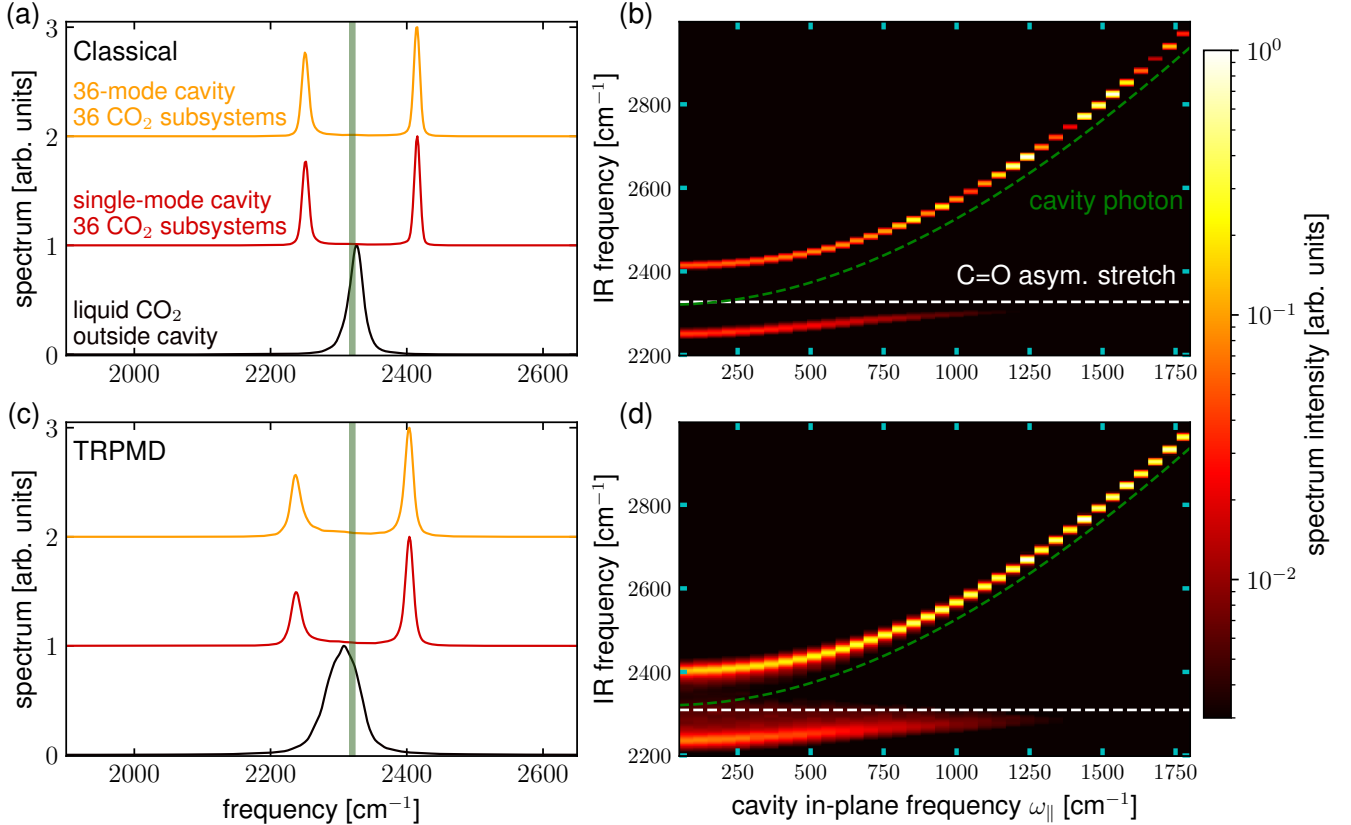 (a)
Classical
36-mode cavity
36 CO₂ subsystems
single-mode cavity
36 CO₂ subsystems
liquid CO₂
outside cavity
spectrum [arb. units]
3
2
1
0
2000
2200
2400
2600
(b)
IR frequency [cm⁻¹]
2800
2600
2400
2200
cavity photon
C=O asym. stretch
250
500
750
1000
1250
1500
1750
(c)
TRPMD
spectrum [arb. units]
3
2
1
0
2000
2200
2400
2600
frequency [cm⁻¹]
(d)
IR frequency [cm⁻¹]
2800
2600
2400
2200
250
500
750
1000
1250
1500
1750
cavity in-plane frequency ω∥ [cm⁻¹]
10⁰
10⁻¹
10⁻²
spectrum intensity [arb. units]